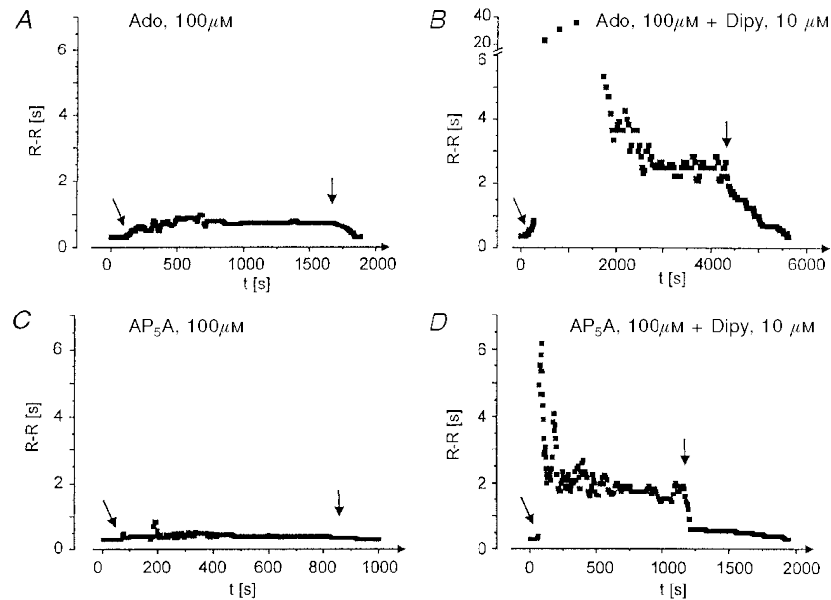 A
Ado, 100μM
R-R [s]
6
4
2
0
0 500 1000 1500 2000
t [s]
B
Ado, 100μM + Dipy, 10 μM
R-R [s]
40
20
6
4
2
0
0 2000 4000 6000
t [s]
C
AP₅A, 100μM
R-R [s]
6
4
2
0
0 200 400 600 800 1000
t [s]
D
AP₅A, 100μM + Dipy, 10 μM
R-R [s]
6
4
2
0
0 500 1000 1500 2000
t [s]